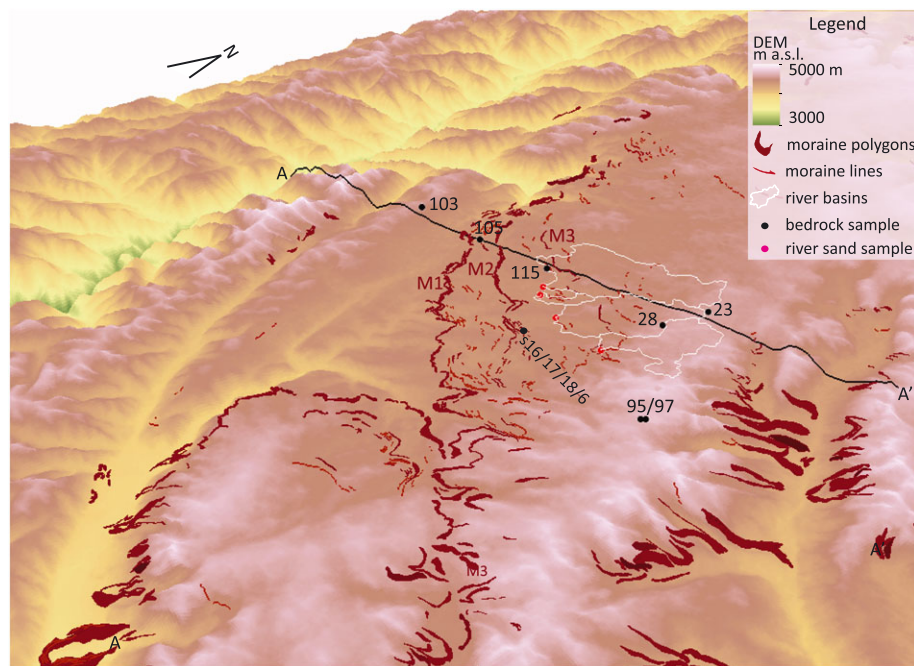 Legend
DEM
m a.s.l.
5000 m
3000
moraine polygons
moraine lines
river basins
bedrock sample
river sand sample
N
A
103
105
M3
M1
M2
115
23
28
s16/17/18/6
A'
95/97
A'
M3
A